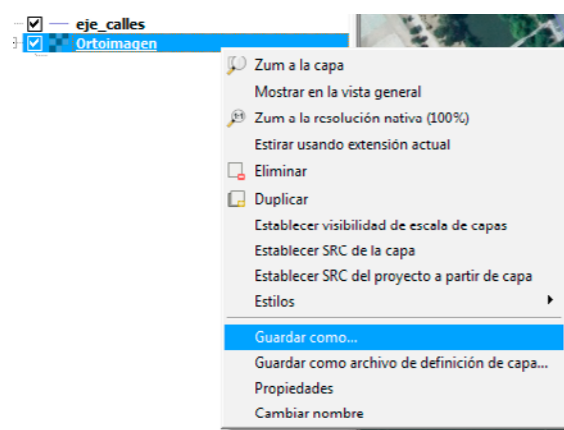 eje_calles
Ortoimagen
Zum a la capa
Mostrar en la vista general
Zum a la resolución nativa (100%)
Estirar usando extensión actual
Eliminar
Duplicar
Establecer visibilidad de escala de capas
Establecer SRC de la capa
Establecer SRC del proyecto a partir de capa
Estilos
Guardar como...
Guardar como archivo de definición de capa...
Propiedades
Cambiar nombre